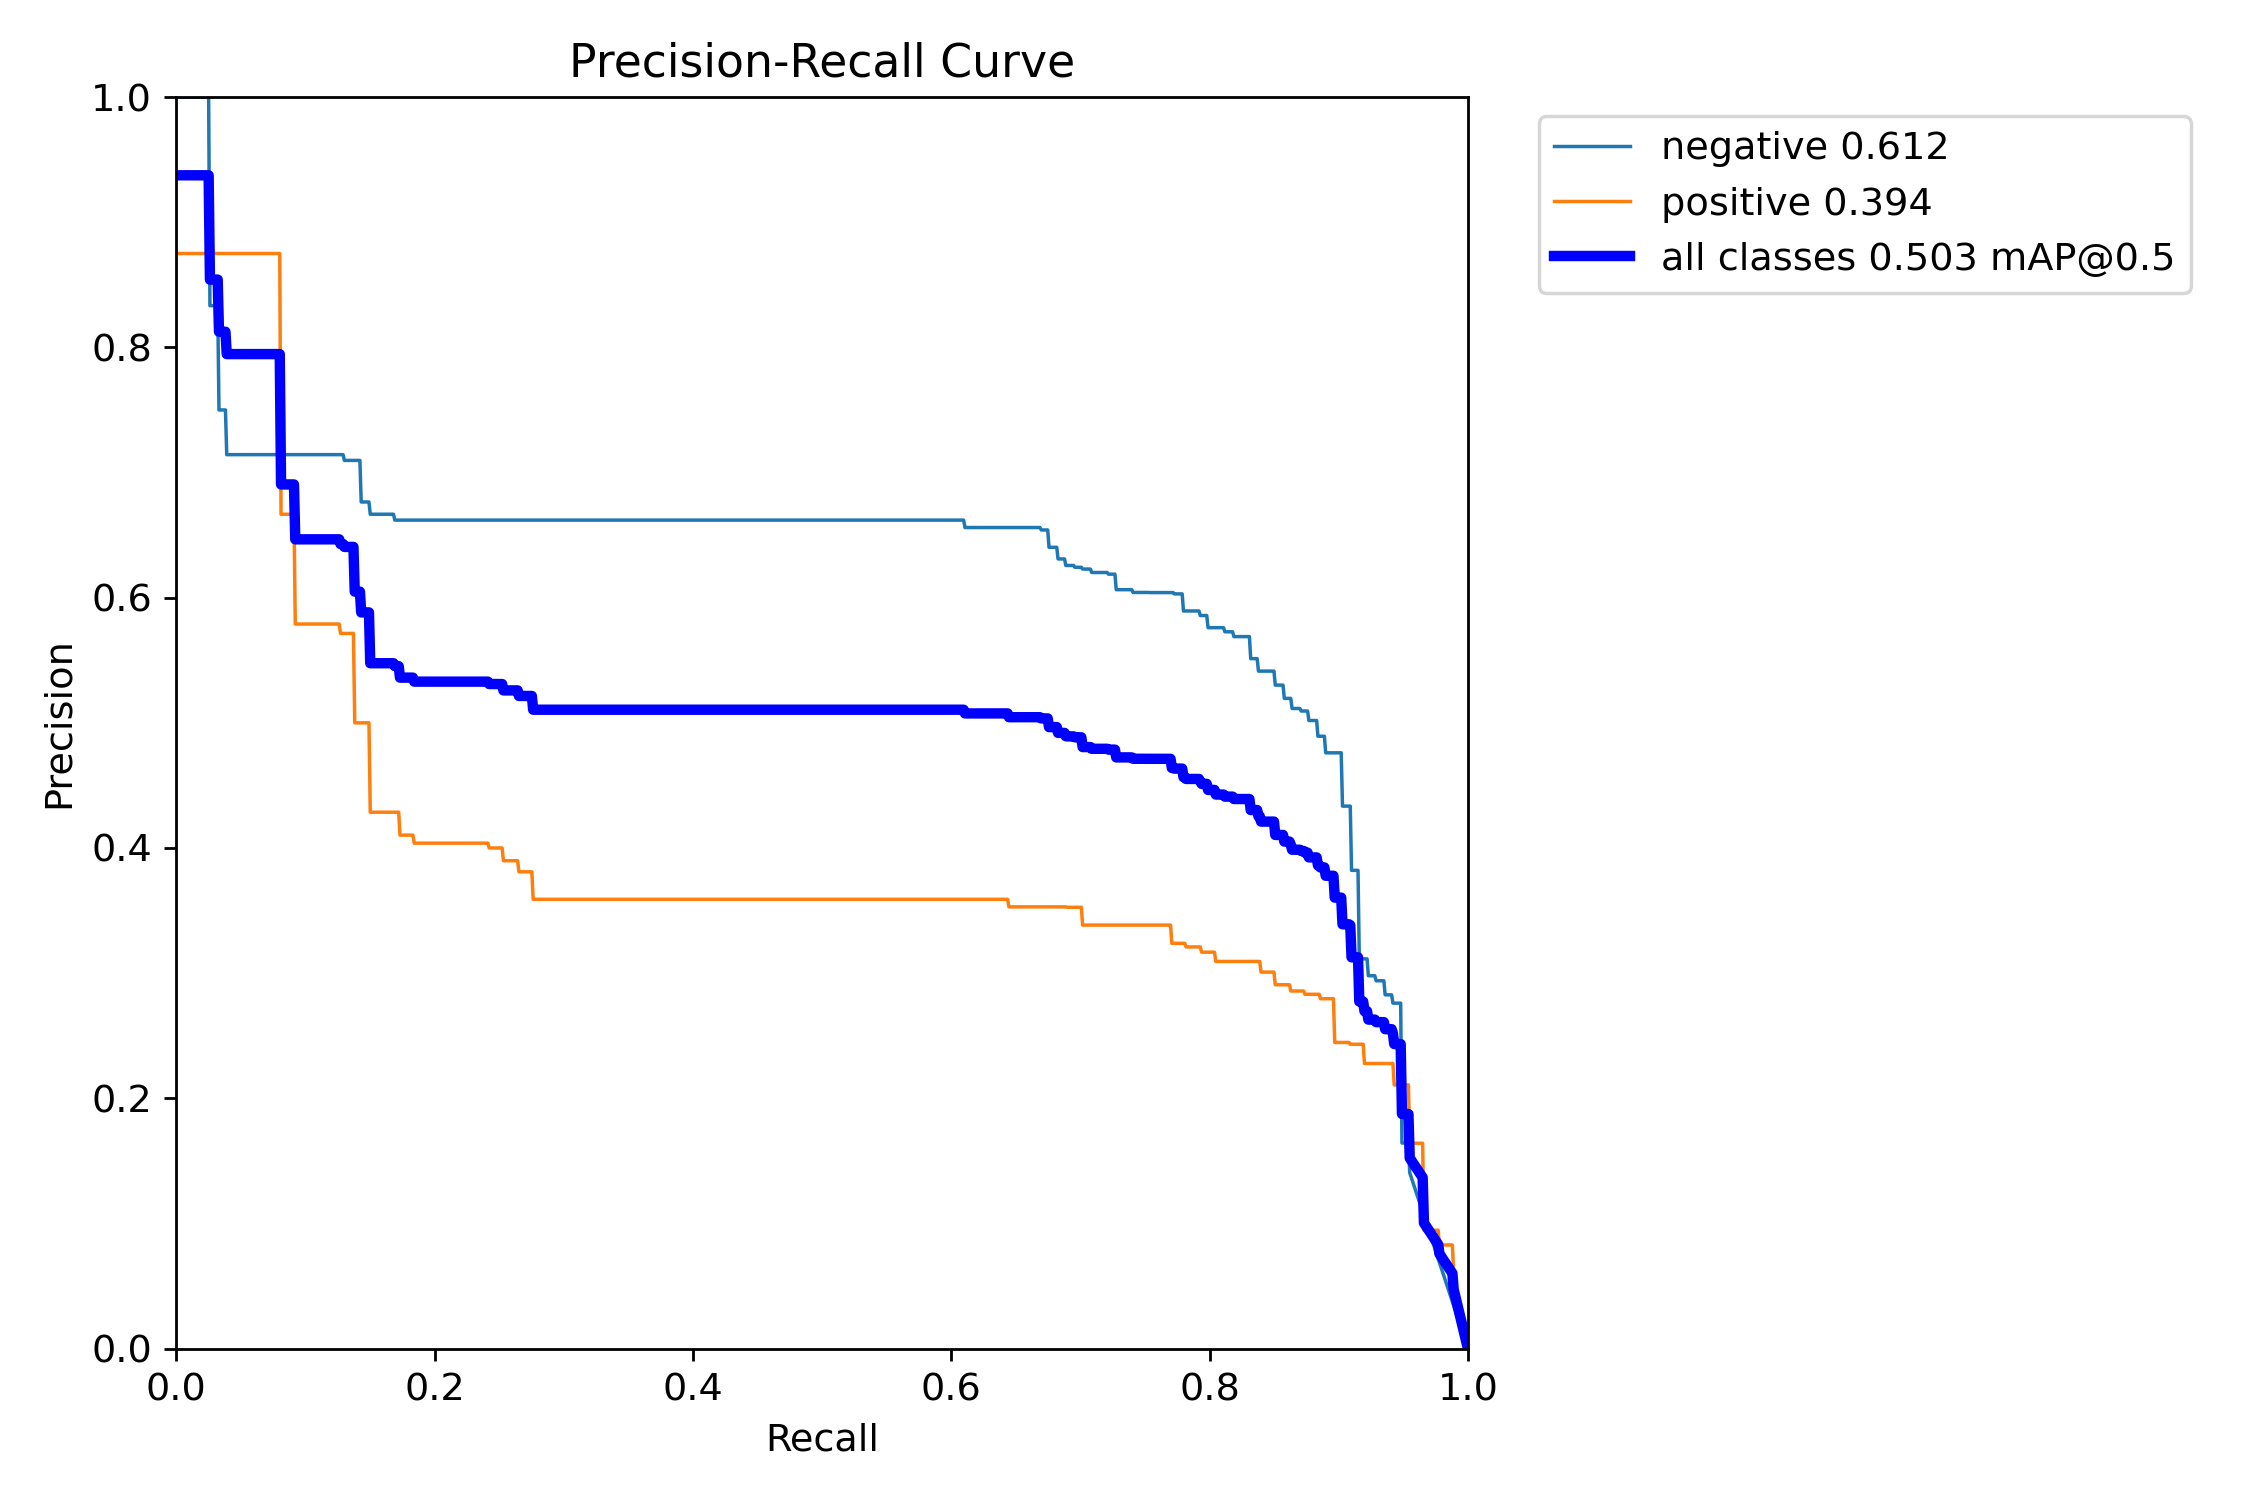 Precision-Recall Curve
1.0
0.8
0.6
0.4
0.2
0.0
Precision
0.0 0.2 0.4 0.6 0.8 1.0
Recall
negative 0.612
positive 0.394
all classes 0.503 mAP@0.5